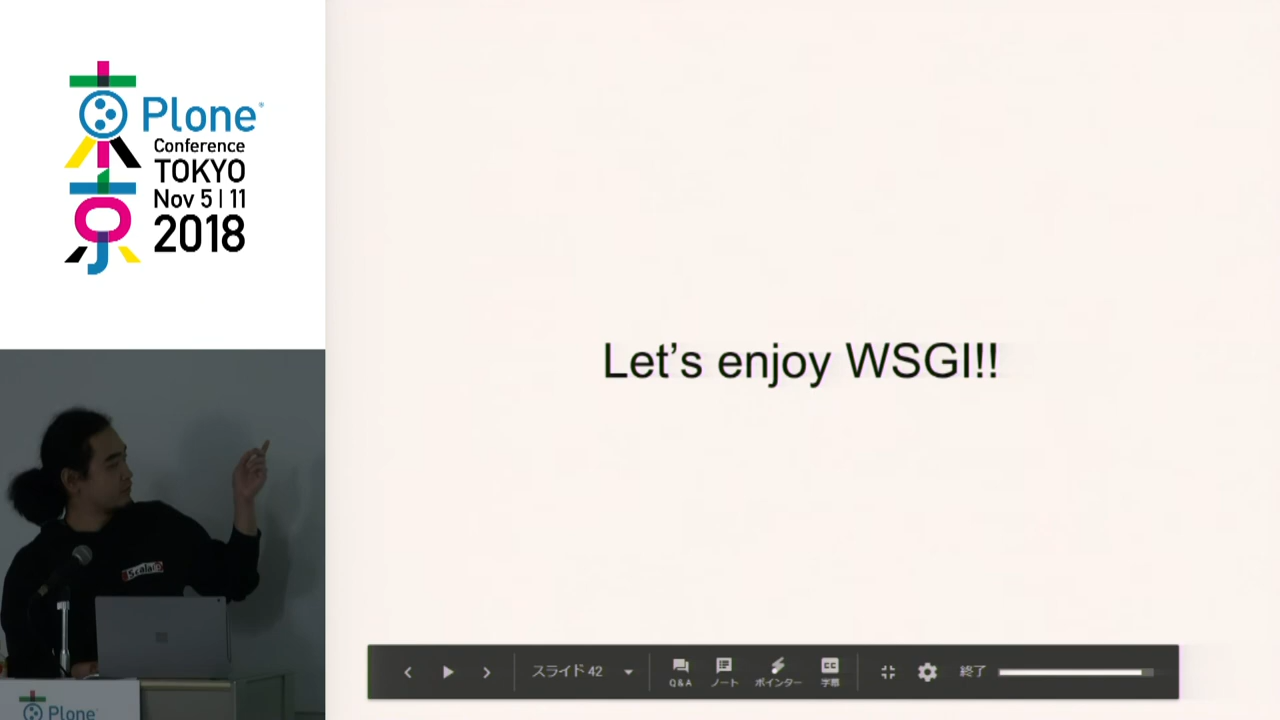 Plone
Conference
TOKYO
Nov 5 | 11
2018
Let's enjoy WSGI!!
スライド 42
Q&A
ノート
ポインター
字幕
終了
Scala
Plone